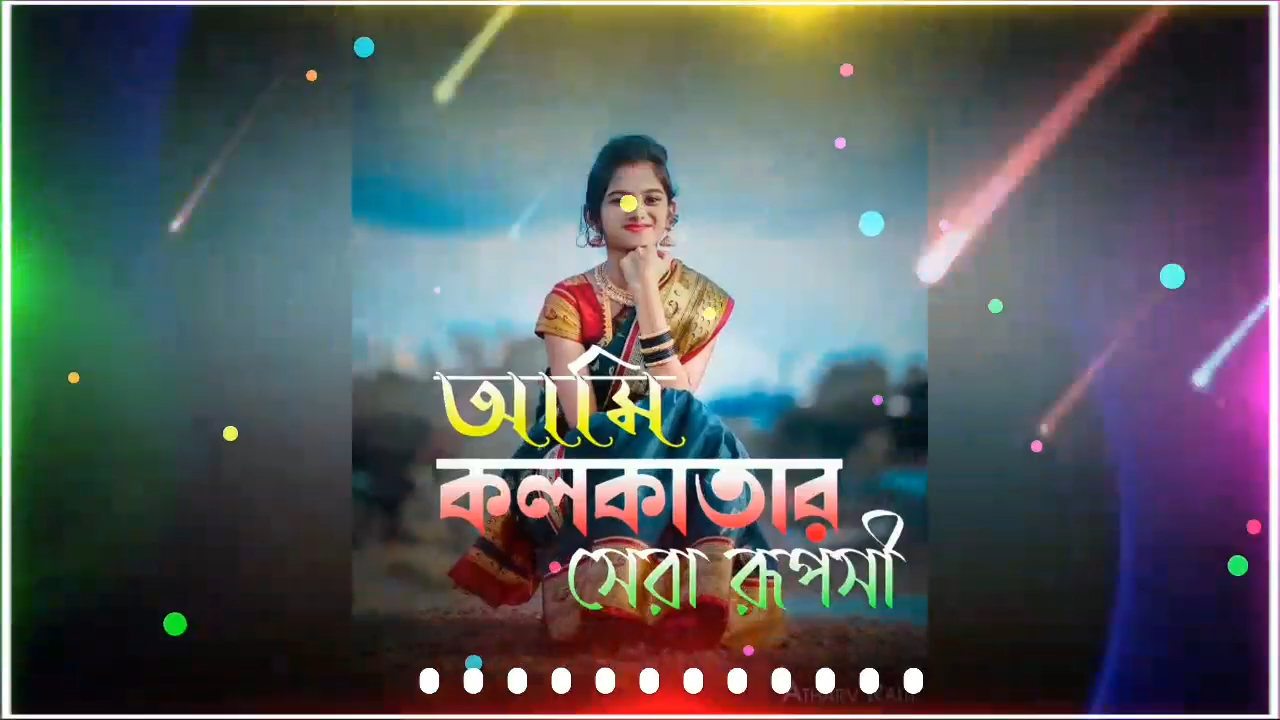 আমি
কলকাতার
সেরা রূপসী